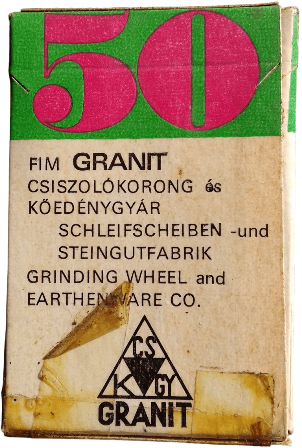 50
FIM GRANIT
CSISZOLÓKORONG és
KŐEDÉNYGYÁR
SCHLEIFSCHEIBEN -und
STEINGUTFABRIK
GRINDING WHEEL and
EARTHENWARE CO.
CS
K GY
GRANIT